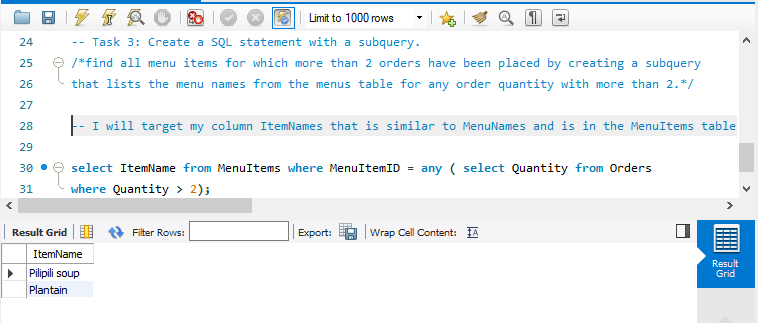 Limit to 1000 rows
24 -- Task 3: Create a SQL statement with a subquery.
25 /*find all menu items for which more than 2 orders have been placed by creating a subquery
26 that lists the menu names from the menus table for any order quantity with more than 2.*/
27
28 -- I will target my column ItemNames that is similar to MenuNames and is in the MenuItems table
29
30 select ItemName from MenuItems where MenuItemID = any ( select Quantity from Orders
31 where Quantity > 2);
Result Grid Filter Rows: Export: Wrap Cell Content: IA
ItemName
Pilipili soup
Plantain
Result
Grid